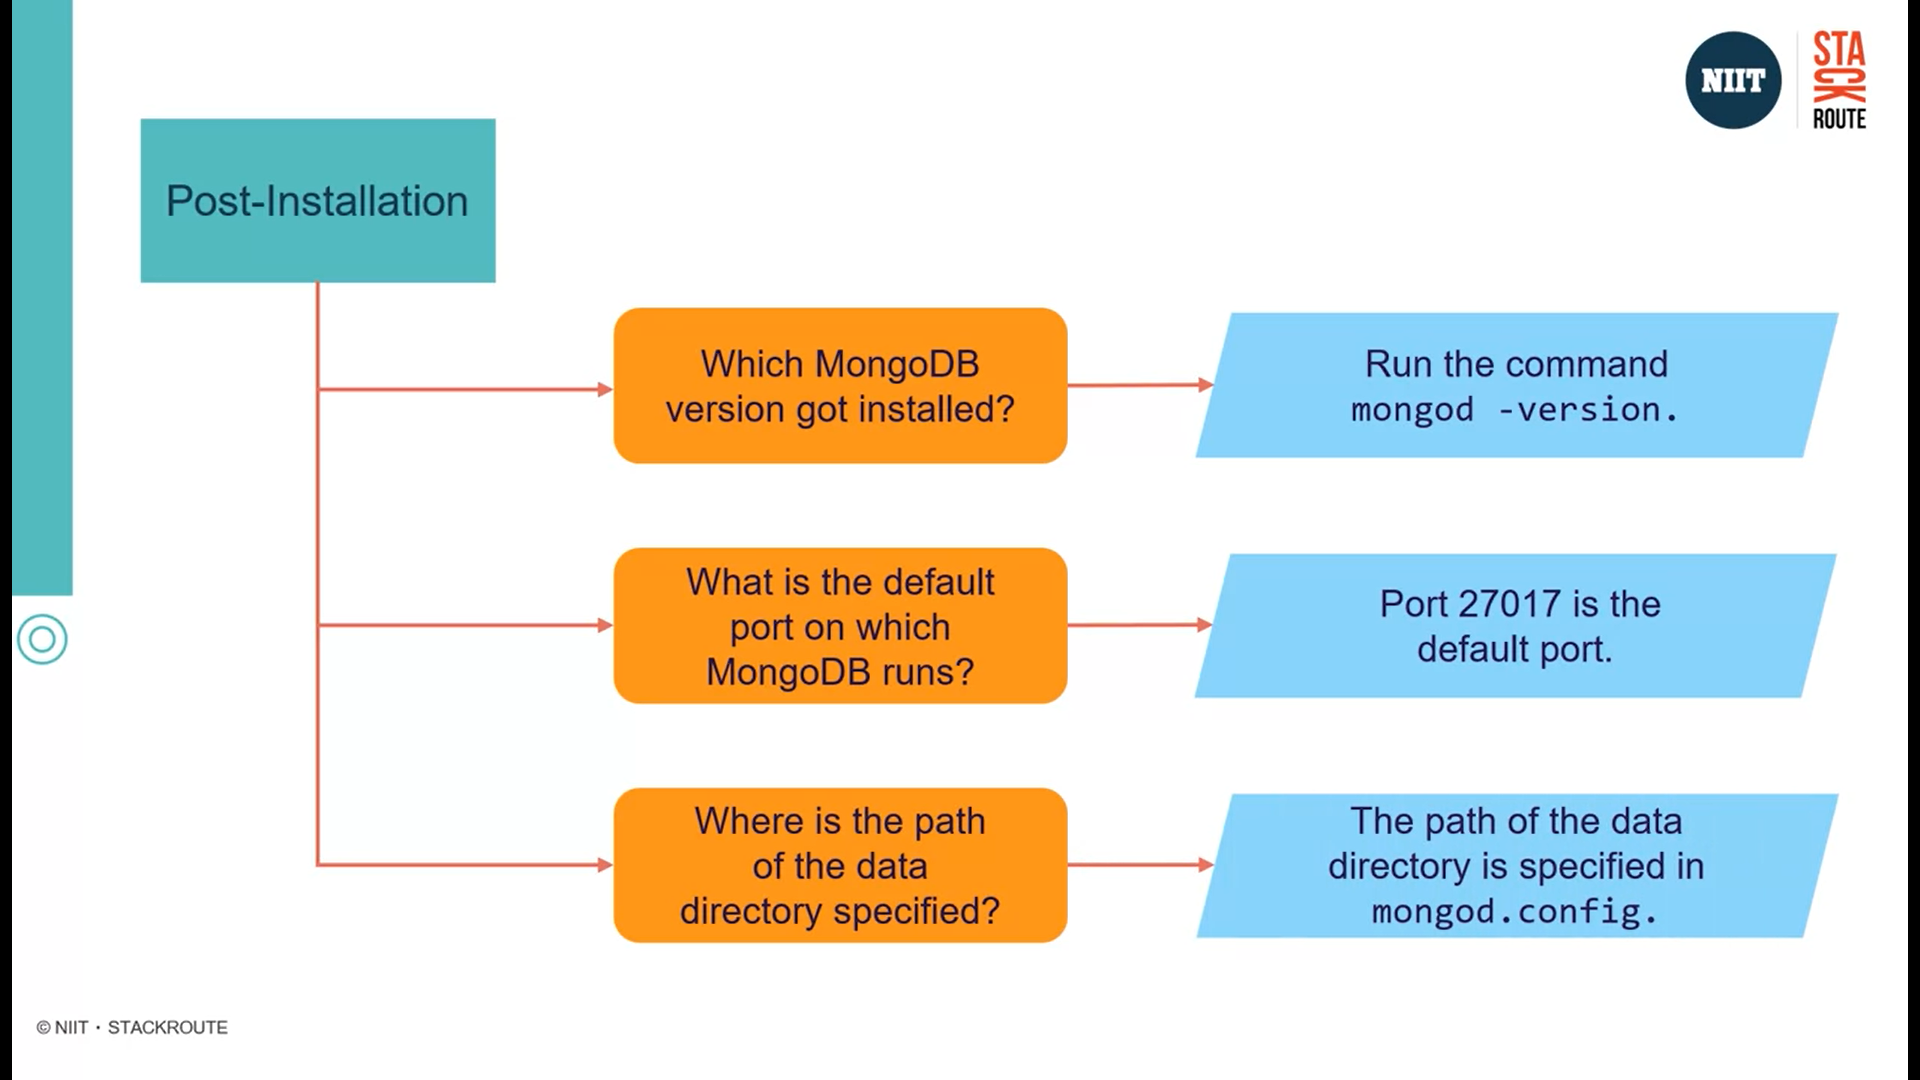 NIIT
STA
CK
ROUTE
Post-Installation
Which MongoDB
version got installed?
Run the command
mongod -version.
What is the default
port on which
MongoDB runs?
Port 27017 is the
default port.
Where is the path
of the data
directory specified?
The path of the data
directory is specified in
mongod.config.
© NIIT · STACKROUTE